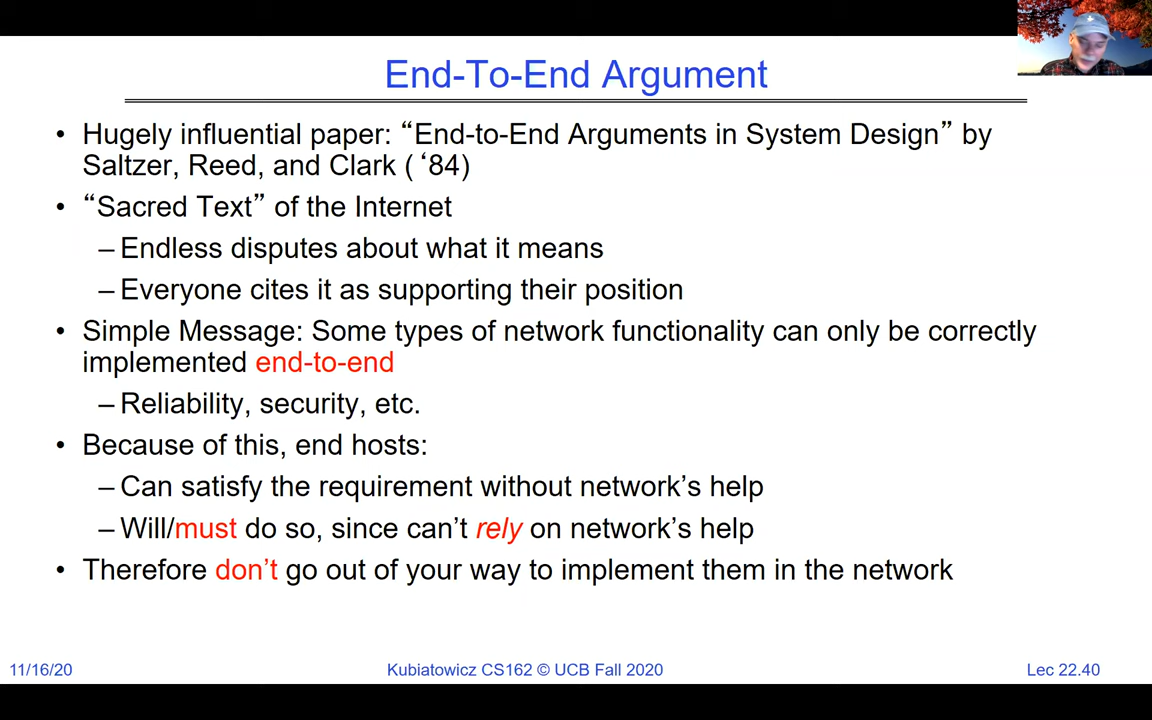 End-To-End Argument
• Hugely influential paper: “End-to-End Arguments in System Design” by
Saltzer, Reed, and Clark ( ‘84)
• “Sacred Text” of the Internet
– Endless disputes about what it means
– Everyone cites it as supporting their position
• Simple Message: Some types of network functionality can only be correctly
implemented end-to-end
– Reliability, security, etc.
• Because of this, end hosts:
– Can satisfy the requirement without network’s help
– Will/must do so, since can’t rely on network’s help
• Therefore don’t go out of your way to implement them in the network
11/16/20 Kubiatowicz CS162 © UCB Fall 2020 Lec 22.40